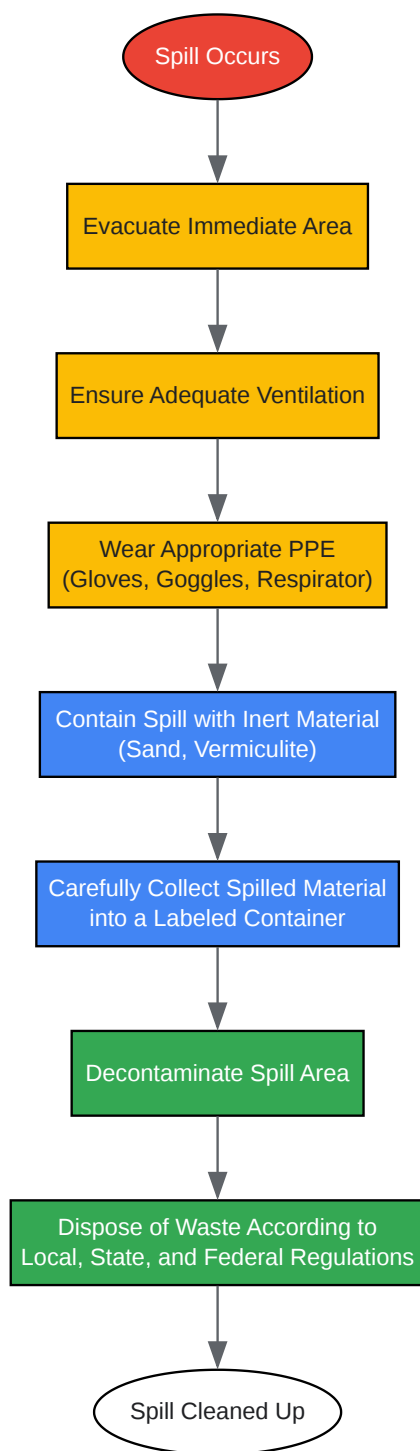 Spill Occurs
Evacuate Immediate Area
Ensure Adequate Ventilation
Wear Appropriate PPE
(Gloves, Goggles, Respirator)
Contain Spill with Inert Material
(Sand, Vermiculite)
Carefully Collect Spilled Material
into a Labeled Container
Decontaminate Spill Area
Dispose of Waste According to
Local, State, and Federal Regulations
Spill Cleaned Up